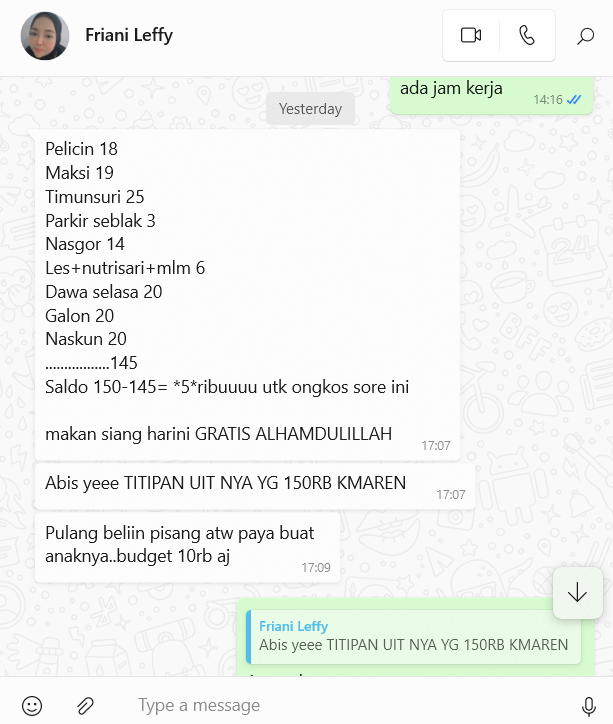 Friani Leffy
ada jam kerja
14:16
Yesterday
Pelicin 18
Maksi 19
Timunsuri 25
Parkir seblak 3
Nasgor 14
Les+nutrisari+mlm 6
Dawa selasa 20
Galon 20
Naskun 20
.................145
Saldo 150-145= *5*ribuuuu utk ongkos sore ini
makan siang harini GRATIS ALHAMDULILLAH
17:07
Abis yeee TITIPAN UIT NYA YG 150RB KMAREN
17:07
Pulang beliin pisang atw paya buat
anaknya..budget 10rb aj
17:09
Friani Leffy
Abis yeee TITIPAN UIT NYA YG 150RB KMAREN
Type a message